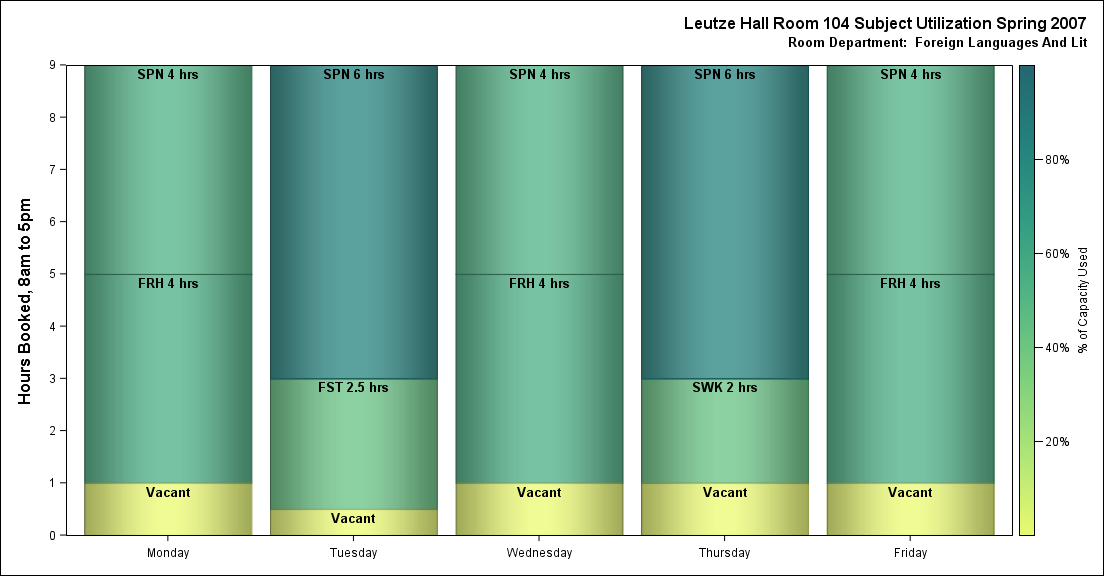 Leutze Hall Room 104 Subject Utilization Spring 2007
Room Department:  Foreign Languages And Lit
Hours Booked, 8am to 5pm
9
8
7
6
5
4
3
2
1
0
SPN 4 hrs
FRH 4 hrs
Vacant
SPN 6 hrs
FST 2.5 hrs
Vacant
SPN 4 hrs
FRH 4 hrs
Vacant
SPN 6 hrs
SWK 2 hrs
Vacant
SPN 4 hrs
FRH 4 hrs
Vacant
Monday
Tuesday
Wednesday
Thursday
Friday
80%
60%
40%
20%
% of Capacity Used